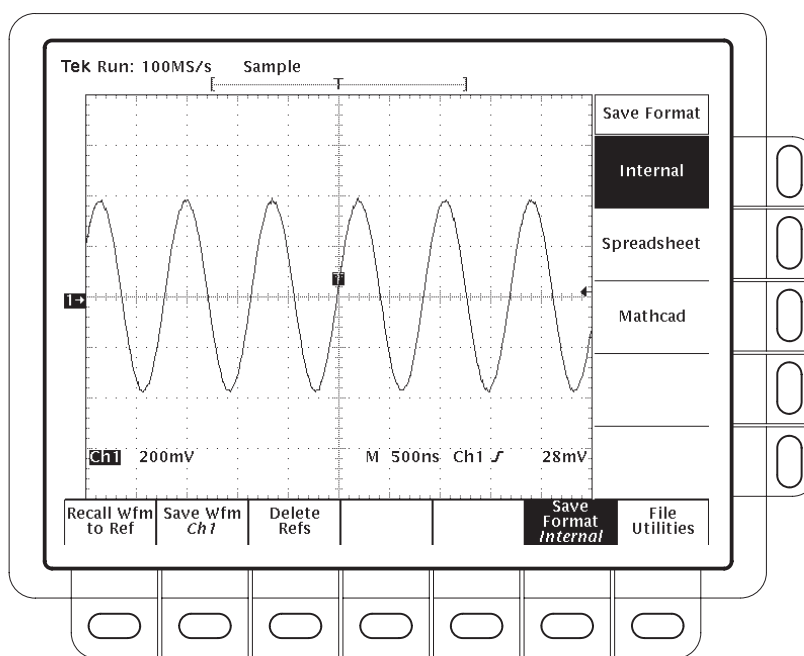 Tek Run: 100MS/s Sample
[ T ]
Save Format
Internal
Spreadsheet
Mathcad
T
1→
Ch1 200mV M 500ns Ch1 28mV
Recall Wfm
to Ref
Save Wfm
Ch1
Delete
Refs
Save
Format
Internal
File
Utilities